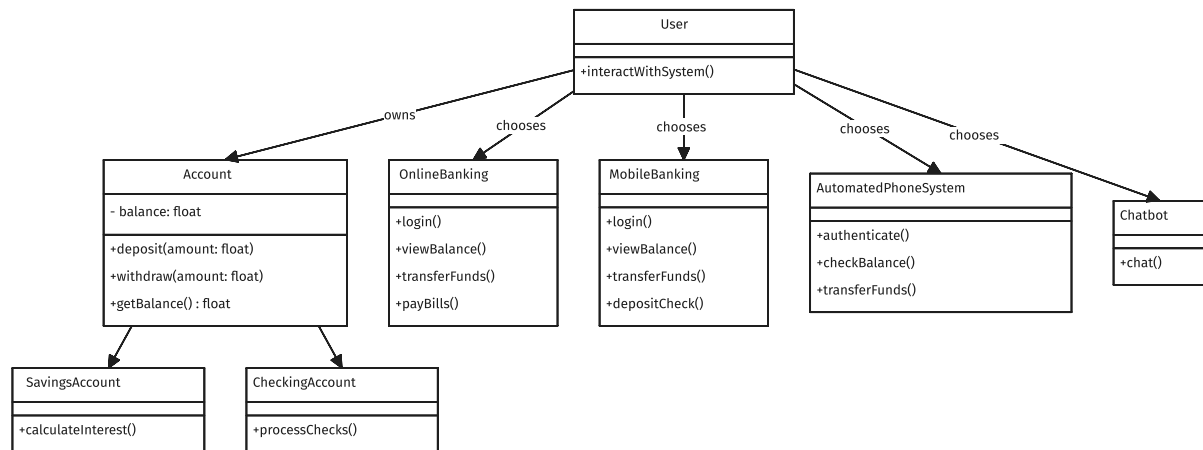 User
+interactWithSystem()
owns
chooses
chooses
chooses
chooses
Account
- balance: float
+deposit(amount: float)
+withdraw(amount: float)
+getBalance() : float
OnlineBanking
+login()
+viewBalance()
+transferFunds()
+payBills()
MobileBanking
+login()
+viewBalance()
+transferFunds()
+depositCheck()
AutomatedPhoneSystem
+authenticate()
+checkBalance()
+transferFunds()
Chatbot
+chat()
SavingsAccount
+calculateInterest()
CheckingAccount
+processChecks()